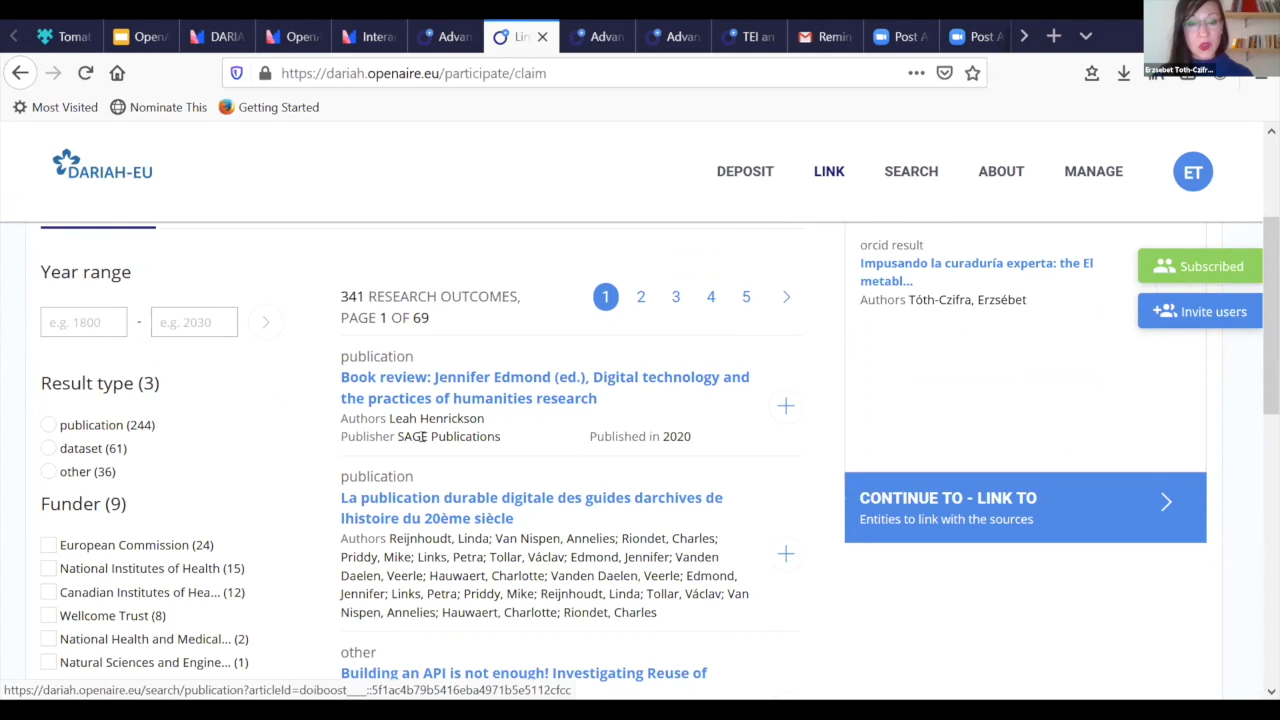 Tomat
OpenA
DARIA
OpenA
Intera
Advan
Lin
Advan
Advan
TEI an
Remin
Post A
Post A
Erzsebet Toth-Czifr...
https://dariah.openaire.eu/participate/claim
Most Visited
Nominate This
Getting Started
DARIAH-EU
DEPOSIT
LINK
SEARCH
ABOUT
MANAGE
ET
Year range
e.g. 1800
-
e.g. 2030
Result type (3)
publication (244)
dataset (61)
other (36)
Funder (9)
European Commission (24)
National Institutes of Health (15)
Canadian Institutes of Hea... (12)
Wellcome Trust (8)
National Health and Medical... (2)
Natural Sciences and Engine... (1)
341 RESEARCH OUTCOMES,
PAGE 1 OF 69
1
2
3
4
5
publication
Book review: Jennifer Edmond (ed.), Digital technology and
the practices of humanities research
Authors Leah Henrickson
Publisher SAGE Publications
Published in 2020
publication
La publication durable digitale des guides darchives de
lhistoire du 20ème siècle
Authors Reijnhoudt, Linda; Van Nispen, Annelies; Riondet, Charles;
Priddy, Mike; Links, Petra; Tollar, Václav; Edmond, Jennifer; Vanden
Daelen, Veerle; Hauwaert, Charlotte; Vanden Daelen, Veerle; Edmond,
Jennifer; Links, Petra; Priddy, Mike; Reijnhoudt, Linda; Tollar, Václav; Van
Nispen, Annelies; Hauwaert, Charlotte; Riondet, Charles
other
Building an API is not enough! Investigating Reuse of
orcid result
Impusando la curaduría experta: the El
metabl...
Authors Tóth-Czifra, Erzsébet
Subscribed
Invite users
CONTINUE TO - LINK TO
Entities to link with the sources
https://dariah.openaire.eu/search/publication?articleId=doiboost____::5f1ac4b79b5416eba4971b5e5112cfcc